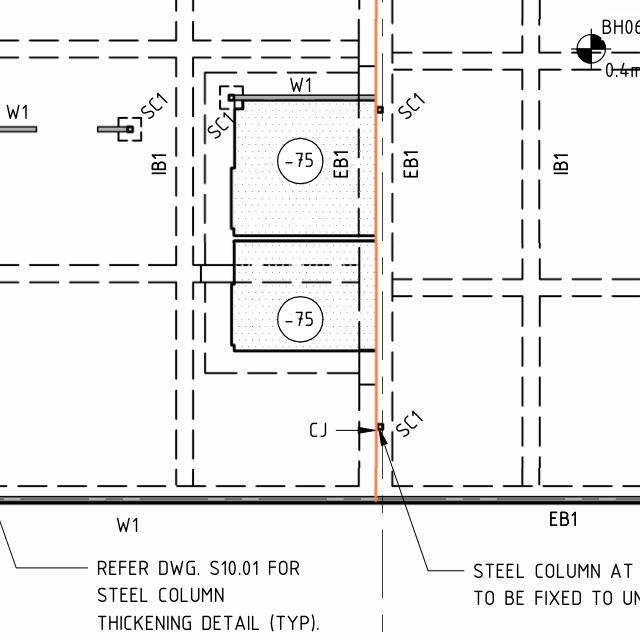 BH06
0.4m
W1
W1
SC1
SC1
SC1
IB1
EB1
EB1
IB1
-75
-75
CJ
SC1
W1
EB1
REFER DWG. S10.01 FOR
STEEL COLUMN
THICKENING DETAIL (TYP).
STEEL COLUMN AT
TO BE FIXED TO UN